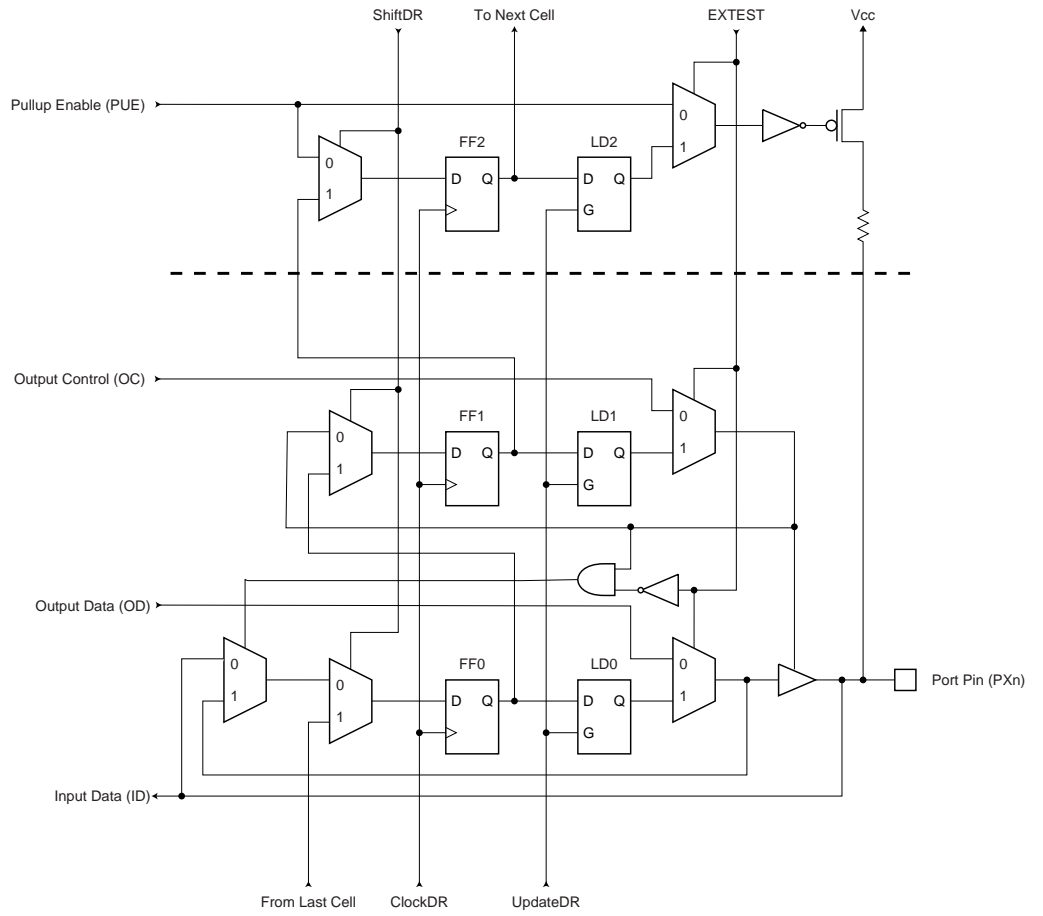 ShiftDR To Next Cell EXTEST Vcc
Pullup Enable (PUE)
0
1
FF2 LD2
0
1
D Q D Q
G
Output Control (OC)
0
1
FF1 LD1
0
1
D Q D Q
G
Output Data (OD)
0
1
0
1
FF0 LD0
0
1
D Q D Q
G
Port Pin (PXn)
Input Data (ID)
From Last Cell ClockDR UpdateDR